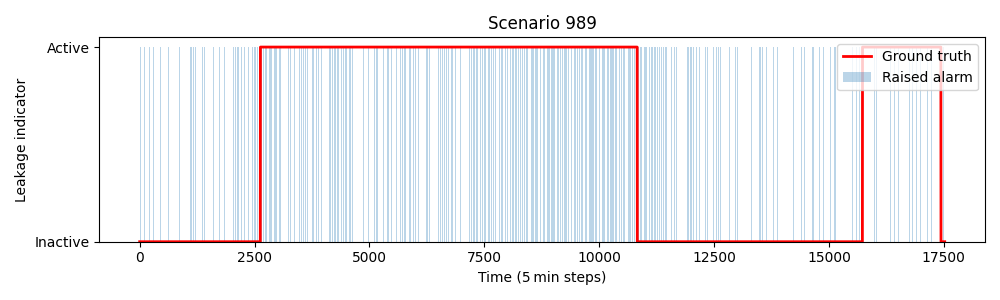 Scenario 989
Active
Inactive
Leakage indicator
Ground truth
Raised alarm
0 2500 5000 7500 10000 12500 15000 17500
Time (5 min steps)